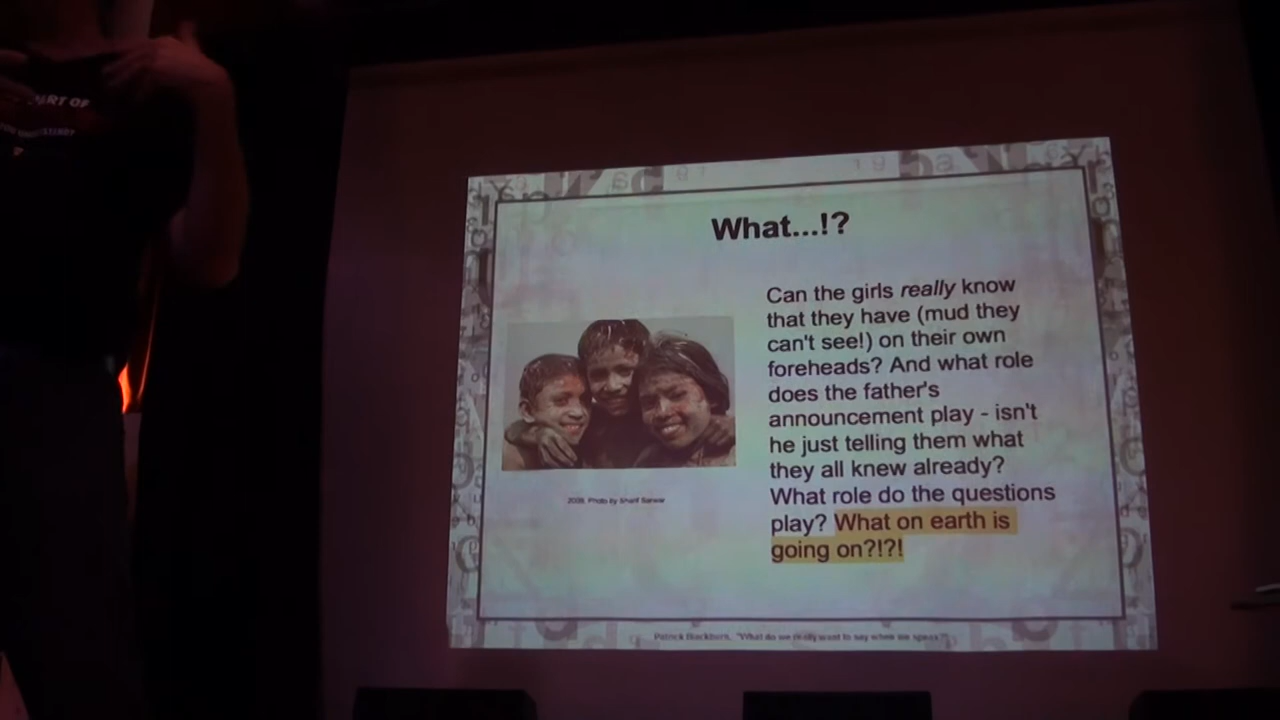 ART OF
What...!?
Can the girls really know
that they have (mud they
can't see!) on their own
foreheads? And what role
does the father's
announcement play - isn't
he just telling them what
they all knew already?
What role do the questions
play? What on earth is
going on?!?!
2008. Photo by Sharif Sarwar
Patrick Blackburn, "What do we really want to say when we speak?"